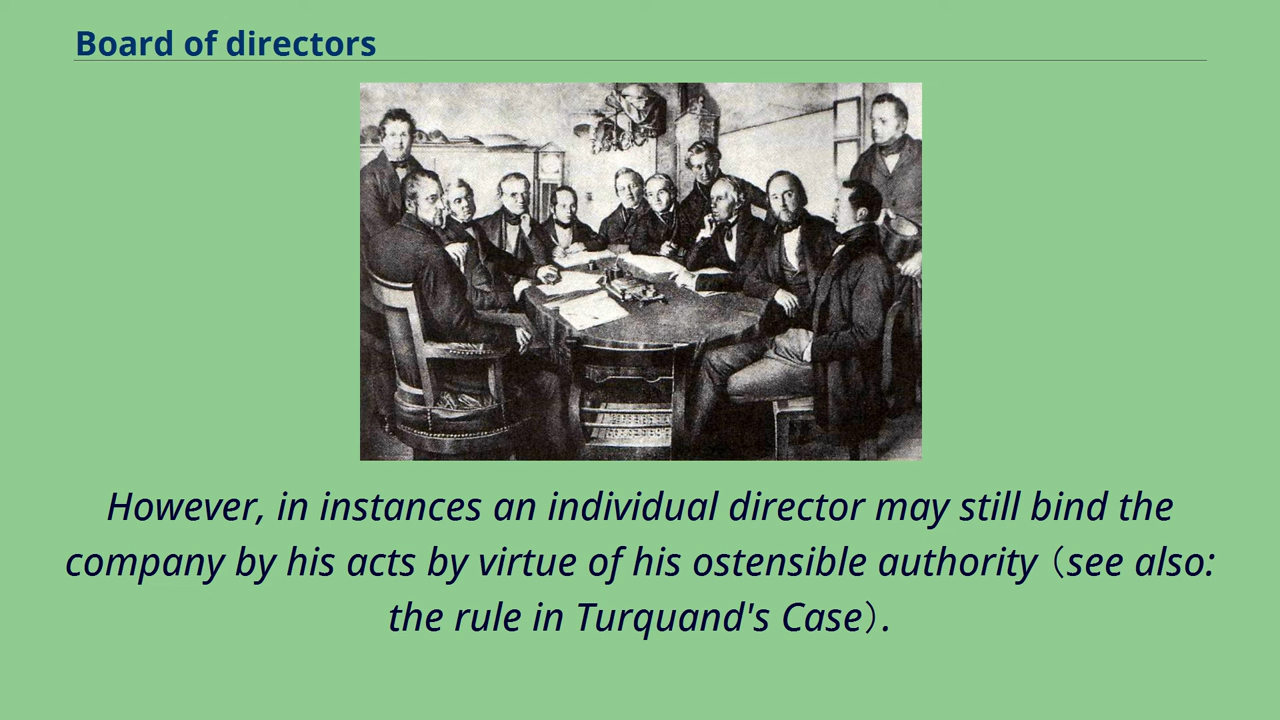 Board of directors
However, in instances an individual director may still bind the
company by his acts by virtue of his ostensible authority（see also:
the rule in Turquand's Case）.